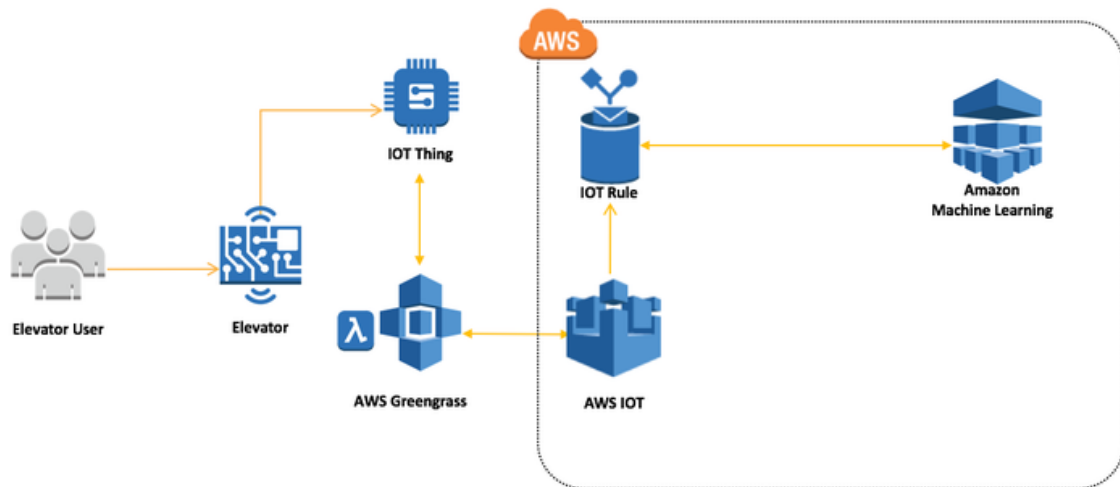 AWS
IOT Thing
IOT Rule
Amazon
Machine Learning
Elevator User
Elevator
λ
AWS Greengrass
AWS IOT